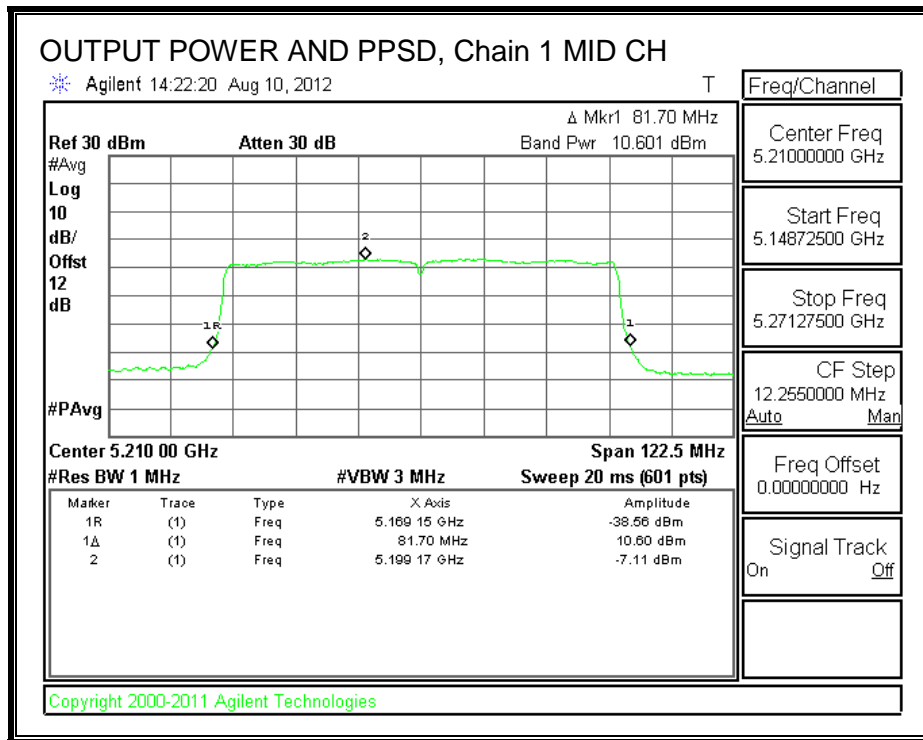 OUTPUT POWER AND PPSD, Chain 1 MID CH
Agilent 14:22:20 Aug 10, 2012 T
Δ Mkr1 81.70 MHz
Ref 30 dBm Atten 30 dB Band Pwr 10.601 dBm
#Avg
Log
10
dB/
Offst
12
dB
2
1R
1
#PAvg
Center 5.210 00 GHz Span 122.5 MHz
#Res BW 1 MHz #VBW 3 MHz Sweep 20 ms (601 pts)
Marker Trace Type X Axis Amplitude
1R (1) Freq 5.169 15 GHz -38.56 dBm
1Δ (1) Freq 81.70 MHz 10.60 dBm
2 (1) Freq 5.199 17 GHz -7.11 dBm
Freq/Channel
Center Freq
5.21000000 GHz
Start Freq
5.14872500 GHz
Stop Freq
5.27127500 GHz
CF Step
12.2550000 MHz
Auto Man
Freq Offset
0.00000000 Hz
Signal Track
On Off
Copyright 2000-2011 Agilent Technologies